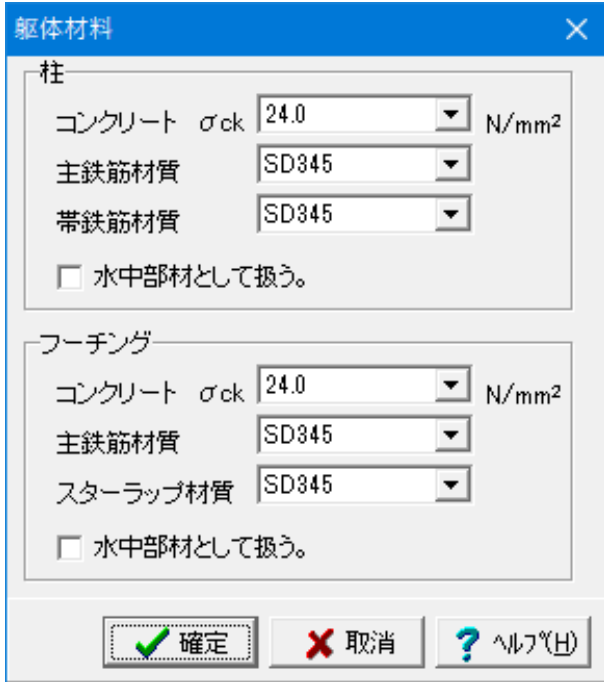 躯体材料
柱
コンクリート σck 24.0 N/mm²
主鉄筋材質 SD345
帯鉄筋材質 SD345
水中部材として扱う。
フーチング
コンクリート σck 24.0 N/mm²
主鉄筋材質 SD345
スターラップ材質 SD345
水中部材として扱う。
確定 取消 ヘルプ(H)